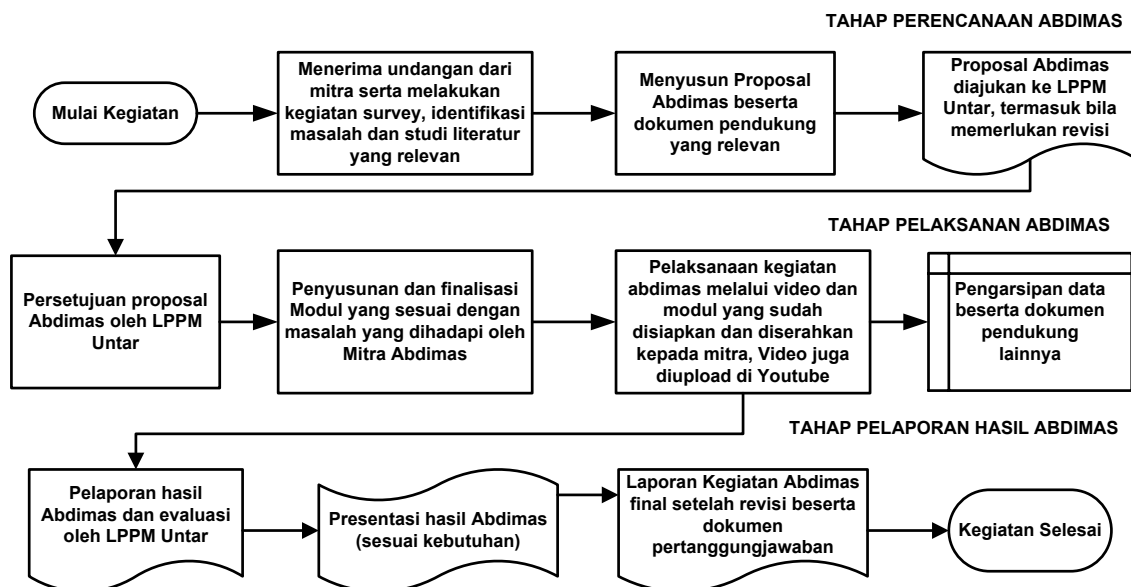 TAHAP PERENCANAAN ABDIMAS
Mulai Kegiatan
Menerima undangan dari
mitra serta melakukan
kegiatan survey, identifikasi
masalah dan studi literatur
yang relevan
Menyusun Proposal
Abdimas beserta
dokumen pendukung
yang relevan
Proposal Abdimas
diajukan ke LPPM
Untar, termasuk bila
memerlukan revisi
TAHAP PELAKSANAN ABDIMAS
Persetujuan proposal
Abdimas oleh LPPM
Untar
Penyusunan dan finalisasi
Modul yang sesuai dengan
masalah yang dihadapi oleh
Mitra Abdimas
Pelaksanaan kegiatan
abdimas melalui video dan
modul yang sudah
disiapkan dan diserahkan
kepada mitra, Video juga
diupload di Youtube
Pengarsipan data
beserta dokumen
pendukung
lainnya
TAHAP PELAPORAN HASIL ABDIMAS
Pelaporan hasil
Abdimas dan evaluasi
oleh LPPM Untar
Presentasi hasil Abdimas
(sesuai kebutuhan)
Laporan Kegiatan Abdimas
final setelah revisi beserta
dokumen
pertanggungjawaban
Kegiatan Selesai